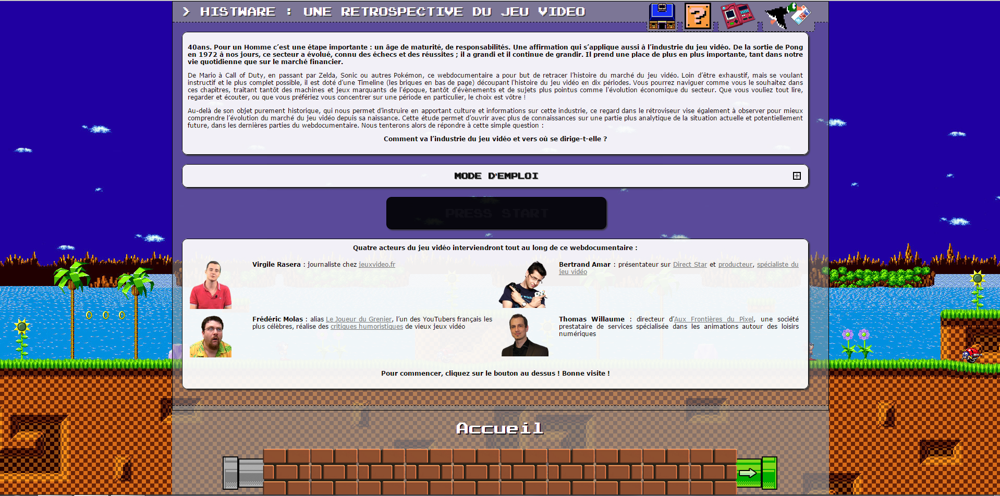 > HISTWARE : UNE RETROSPECTIVE DU JEU VIDEO
?
40ans. Pour un Homme c’est une étape importante : un âge de maturité, de responsabilités. Une affirmation qui s’applique aussi à l’industrie du jeu vidéo. De la sortie de Pong
en 1972 à nos jours, ce secteur a évolué, connu des échecs et des réussites ; il a grandi et il continue de grandir. Il prend une place de plus en plus importante, tant dans notre
vie quotidienne que sur le marché financier.
De Mario à Call of Duty, en passant par Zelda, Sonic ou autres Pokémon, ce webdocumentaire a pour but de retracer l’histoire du marché du jeu vidéo. Loin d’être exhaustif, mais se voulant
instructif et le plus complet possible, il est doté d’une Timeline (les briques en bas de page) découpant l'histoire du jeu vidéo en dix périodes. Vous pourrez naviguer comme vous le souhaitez dans
ces chapitres, traitant tantôt des machines et jeux marquants de l'époque, tantôt d'évènements et de sujets plus pointus comme l'évolution économique du secteur. Que vous vouliez tout lire,
regarder et écouter, ou que vous préfériez vous concentrer sur une période en particulier, le choix est vôtre !
Au-delà de son objet purement historique, qui nous permet d’instruire en apportant culture et informations sur cette industrie, ce regard dans le rétroviseur vise également à observer pour mieux
comprendre l’évolution du marché du jeu vidéo depuis sa naissance. Cette étude permet d’ouvrir avec plus de connaissances sur une partie plus analytique de la situation actuelle et potentiellement
future, dans les dernières parties du webdocumentaire. Nous tenterons alors de répondre à cette simple question :
Comment va l’industrie du jeu vidéo et vers où se dirige-t-elle ?
MODE D'EMPLOI
PRESS START
Quatre acteurs du jeu vidéo interviendront tout au long de ce webdocumentaire :
Virgile Rasera : journaliste chez jeuxvideo.fr
Bertrand Amar : présentateur sur Direct Star et producteur, spécialiste du
jeu vidéo
Frédéric Molas : alias Le Joueur du Grenier, l’un des YouTubers français les
plus célèbres, réalise des critiques humoristiques de vieux jeux vidéo
Thomas Willaume : directeur d’Aux Frontières du Pixel, une société
prestataire de services spécialisée dans les animations autour des loisirs
numériques
Pour commencer, cliquez sur le bouton au dessus ! Bonne visite !
Accueil